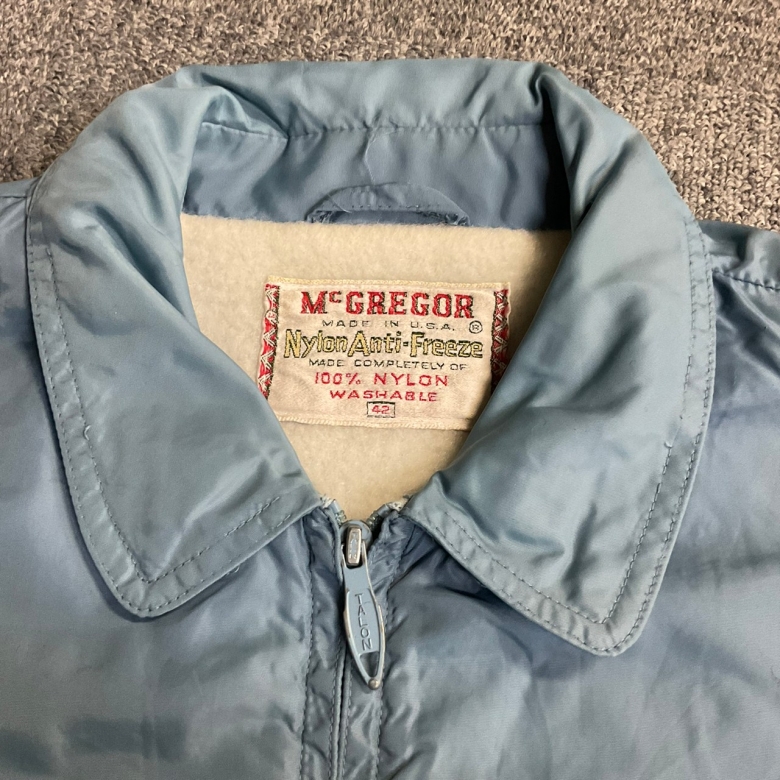 McGREGOR
MADE IN U.S.A. ®
Nylon Anti-Freeze
MADE COMPLETELY OF
100% NYLON
WASHABLE
42
TALON